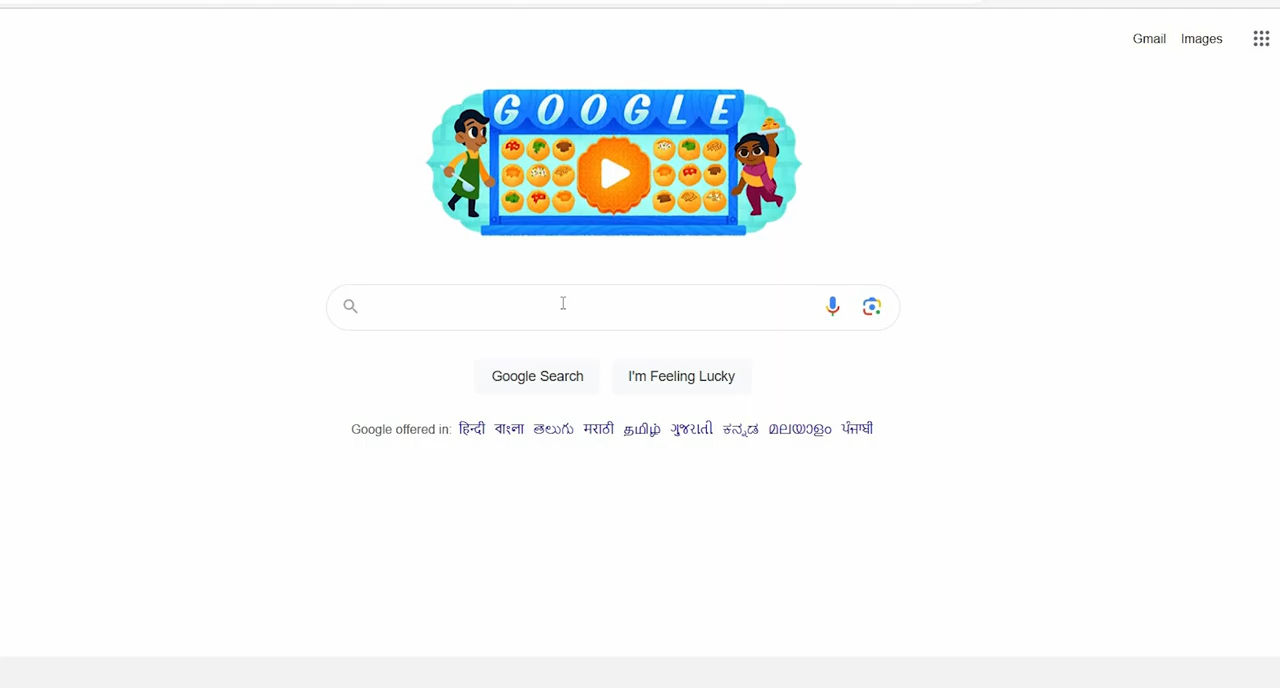 Gmail Images
GOOGLE
Google Search I'm Feeling Lucky
Google offered in: हिन्दी বাংলা తెలుగు मराठी தமிழ் ગુજરાતી ಕನ್ನಡ മലയാളം ਪੰਜਾਬੀ